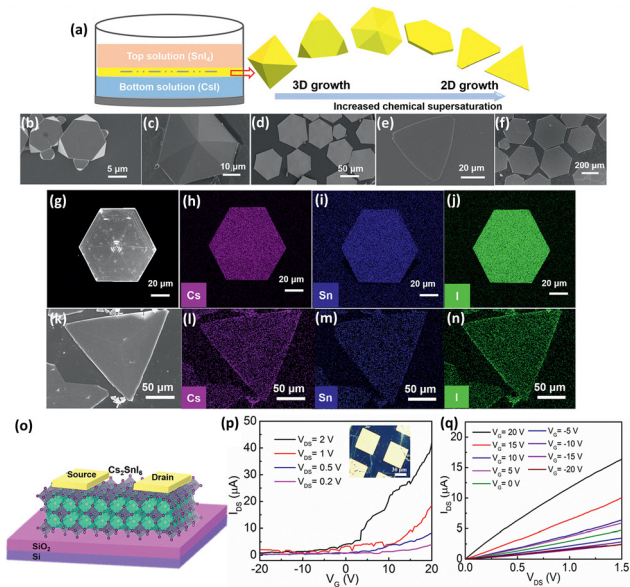 (a)
Top solution (SnI₄)
Bottom solution (CsI)
3D growth
2D growth
Increased chemical supersaturation
(b)
5 μm
(c)
10 μm
(d)
50 μm
(e)
20 μm
(f)
200 μm
(g)
20 μm
(h)
Cs
20 μm
(i)
Sn
20 μm
(j)
I
20 μm
(k)
50 μm
(l)
Cs
50 μm
(m)
Sn
50 μm
(n)
I
50 μm
(o)
Source
Cs₂SnI₆
Drain
SiO₂
Si
(p)
I_DS (μA)
50
40
30
20
10
0
V_DS= 2 V
V_DS= 1 V
V_DS= 0.5 V
V_DS= 0.2 V
-20 -10 0 10 20
V_G (V)
(q)
I_DS (μA)
25
20
15
10
5
0
V_G= 20 V
V_G= 15 V
V_G= 10 V
V_G= 5 V
V_G= 0 V
V_G= -5 V
V_G= -10 V
V_G= -15 V
V_G= -20 V
0.0 0.5 1.0 1.5
V_DS (V)